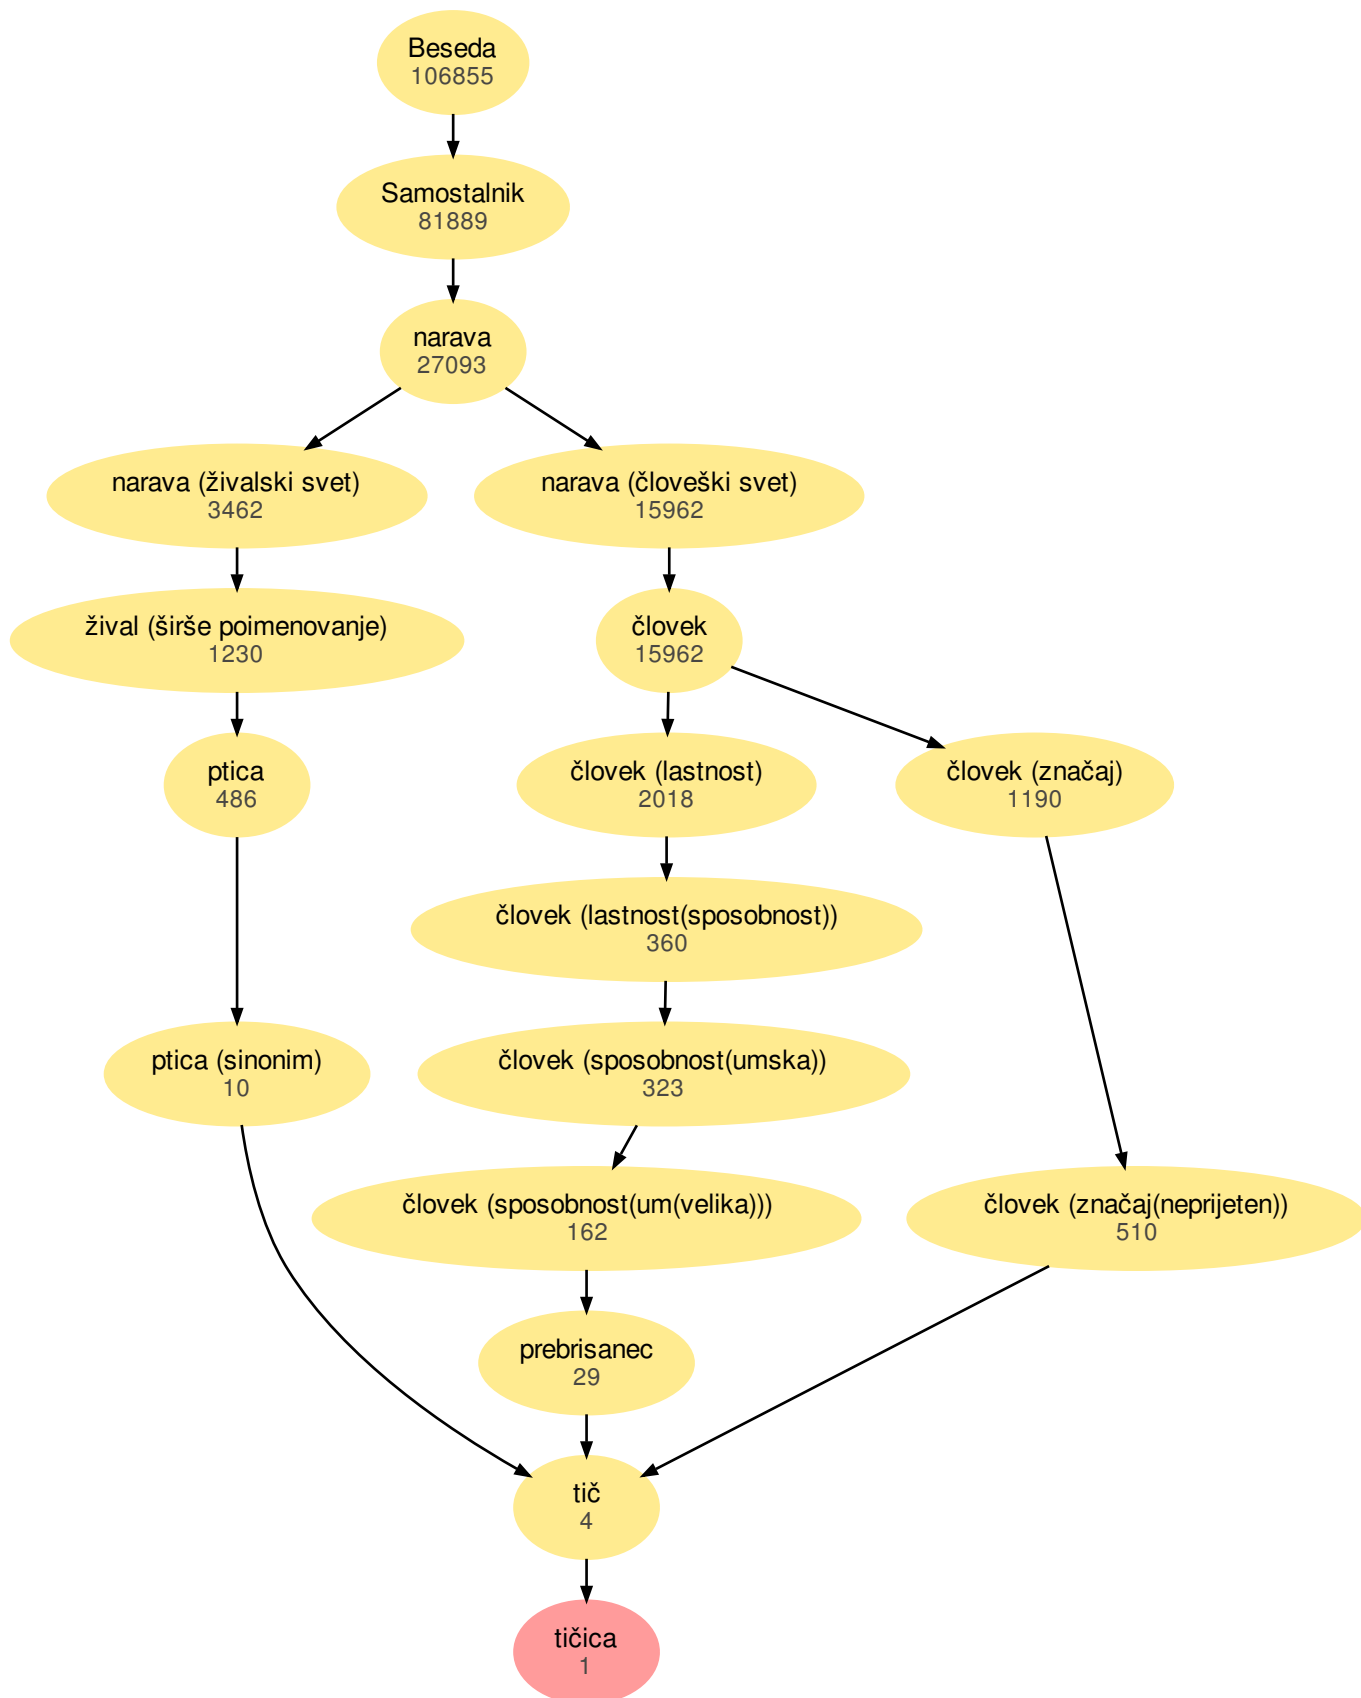 Beseda
106855
Samostalnik
81889
narava
27093
narava (živalski svet)
3462
narava (človeški svet)
15962
žival (širše poimenovanje)
1230
človek
15962
ptica
486
človek (lastnost)
2018
človek (značaj)
1190
človek (lastnost(sposobnost))
360
ptica (sinonim)
10
človek (sposobnost(umska))
323
človek (sposobnost(um(velika)))
162
človek (značaj(neprijeten))
510
prebrisanec
29
tič
4
tičica
1